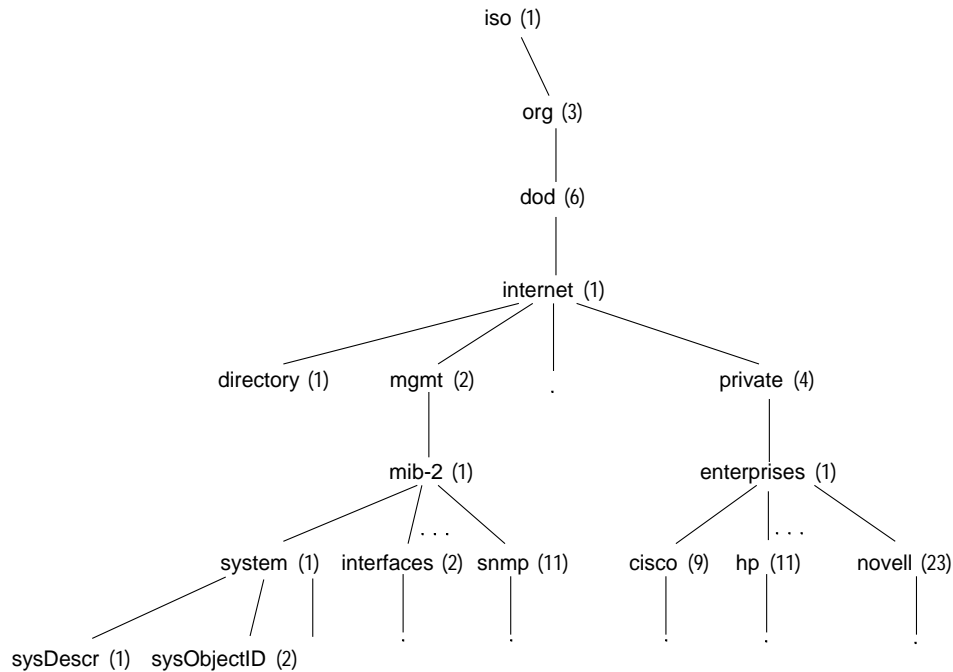 iso (1)
org (3)
dod (6)
internet (1)
directory (1) mgmt (2) . private (4)
mib-2 (1) enterprises (1)
. . . . . .
system (1) interfaces (2) snmp (11) cisco (9) hp (11) novell (23)
. . . . .
sysDescr (1) sysObjectID (2)